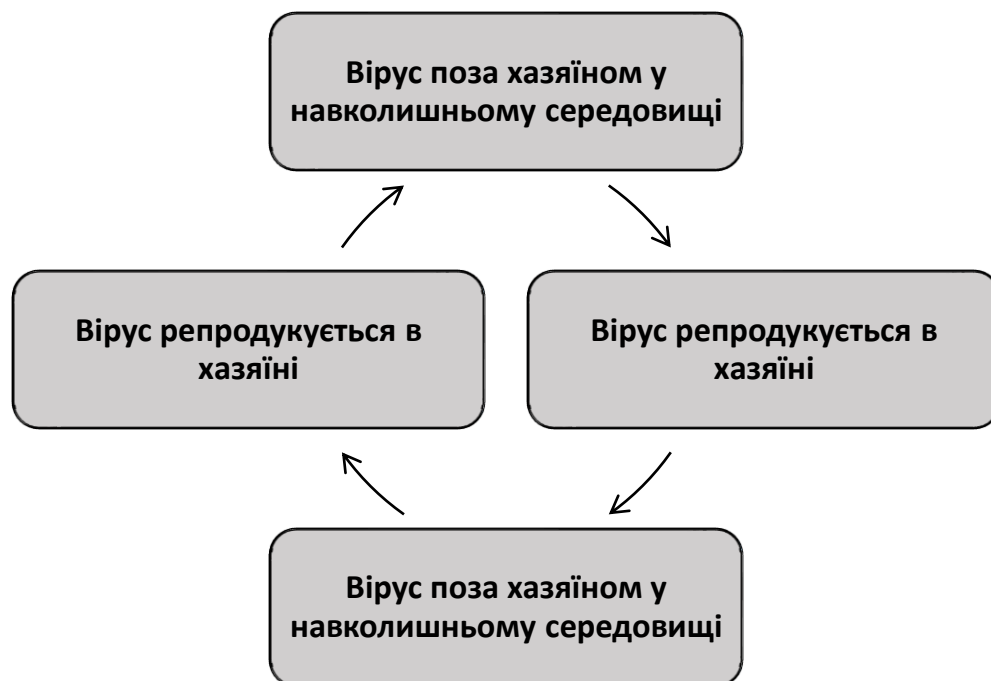 Вірус поза хазяїном у
навколишньому середовищі
Вірус репродукується в
хазяїні
Вірус репродукується в
хазяїні
Вірус поза хазяїном у
навколишньому середовищі